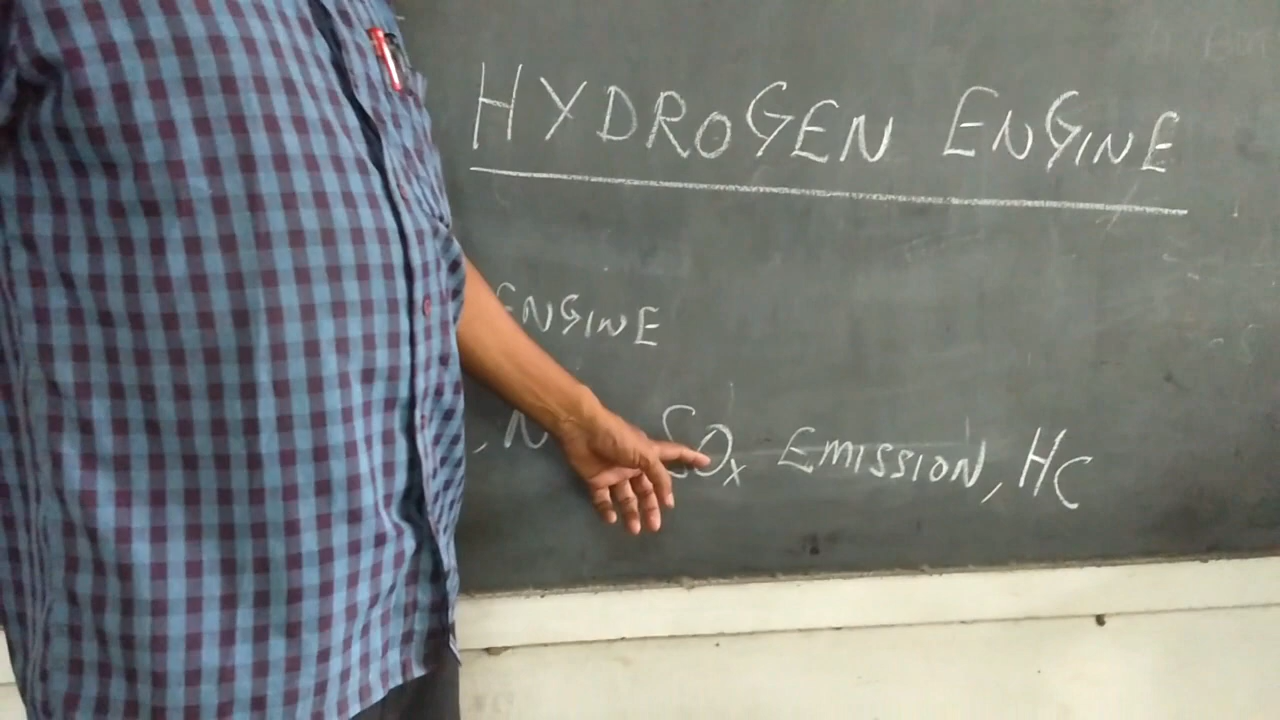 HYDROGEN ENGINE
ENGINE
, N SOx EMISSION, HC